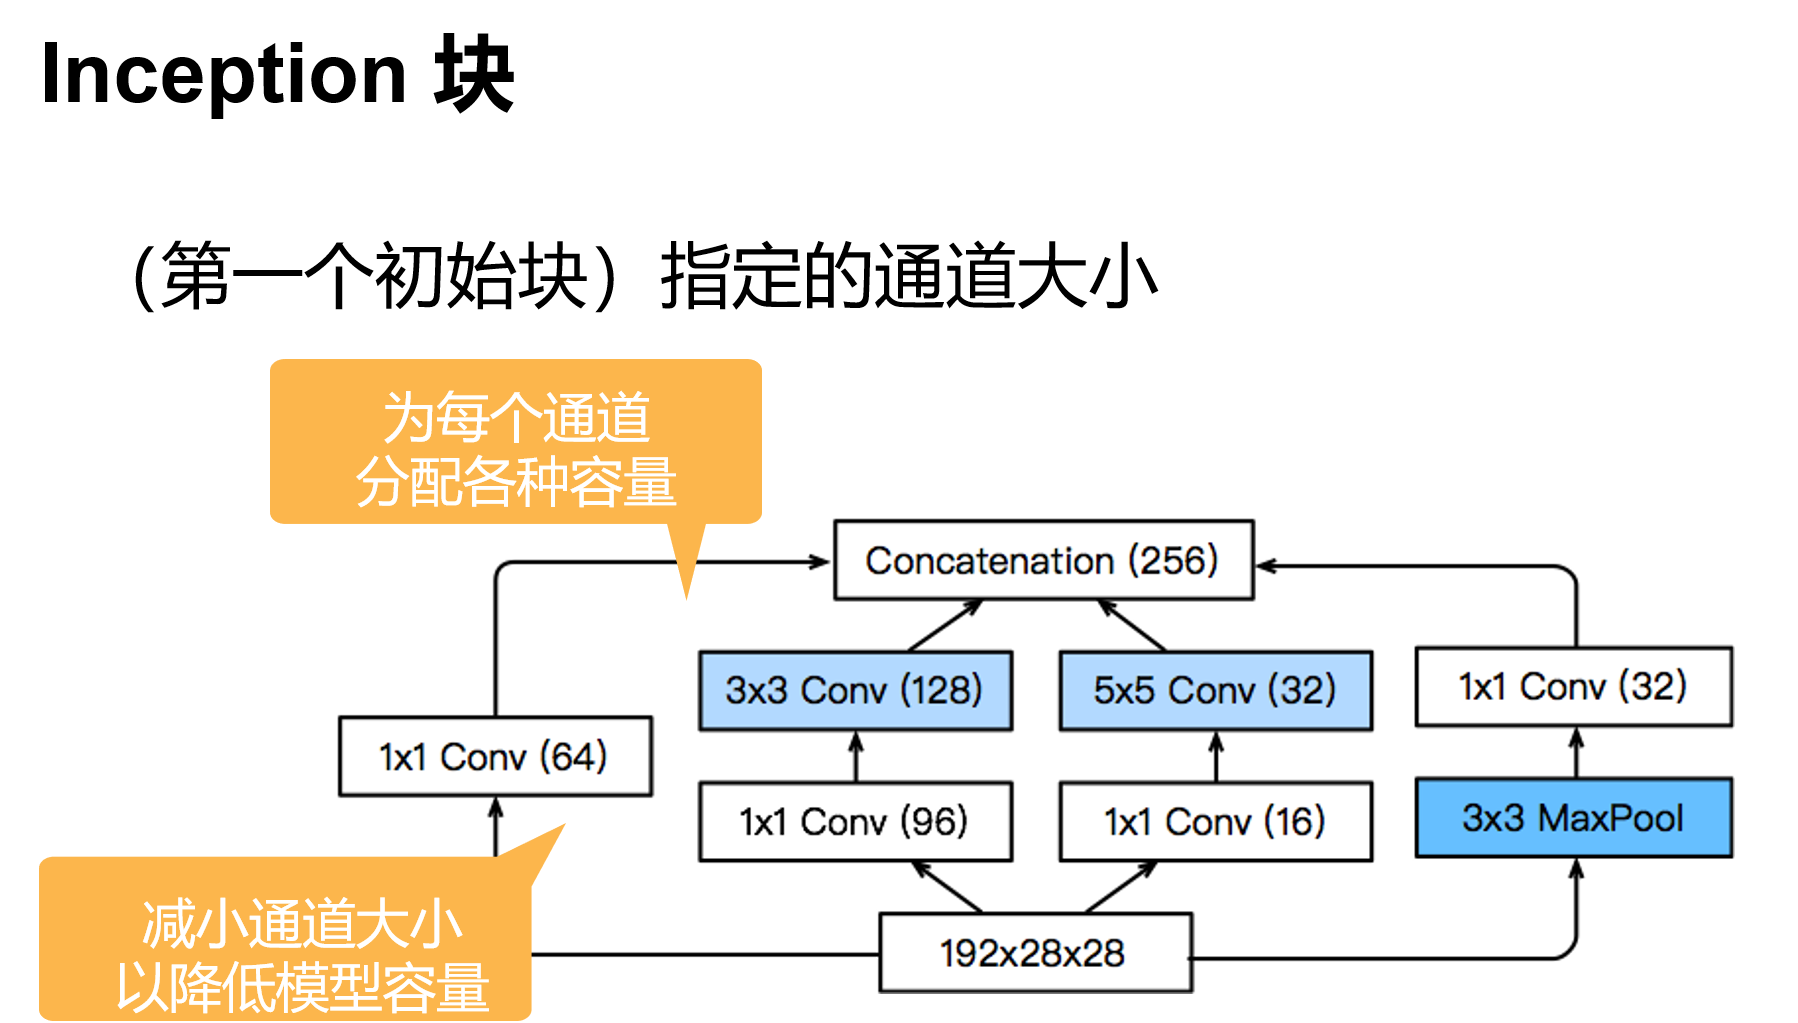 Inception 块
（第一个初始块）指定的通道大小
为每个通道
分配各种容量
Concatenation (256)
3x3 Conv (128)
5x5 Conv (32)
1x1 Conv (32)
1x1 Conv (64)
1x1 Conv (96)
1x1 Conv (16)
3x3 MaxPool
减小通道大小
以降低模型容量
192x28x28